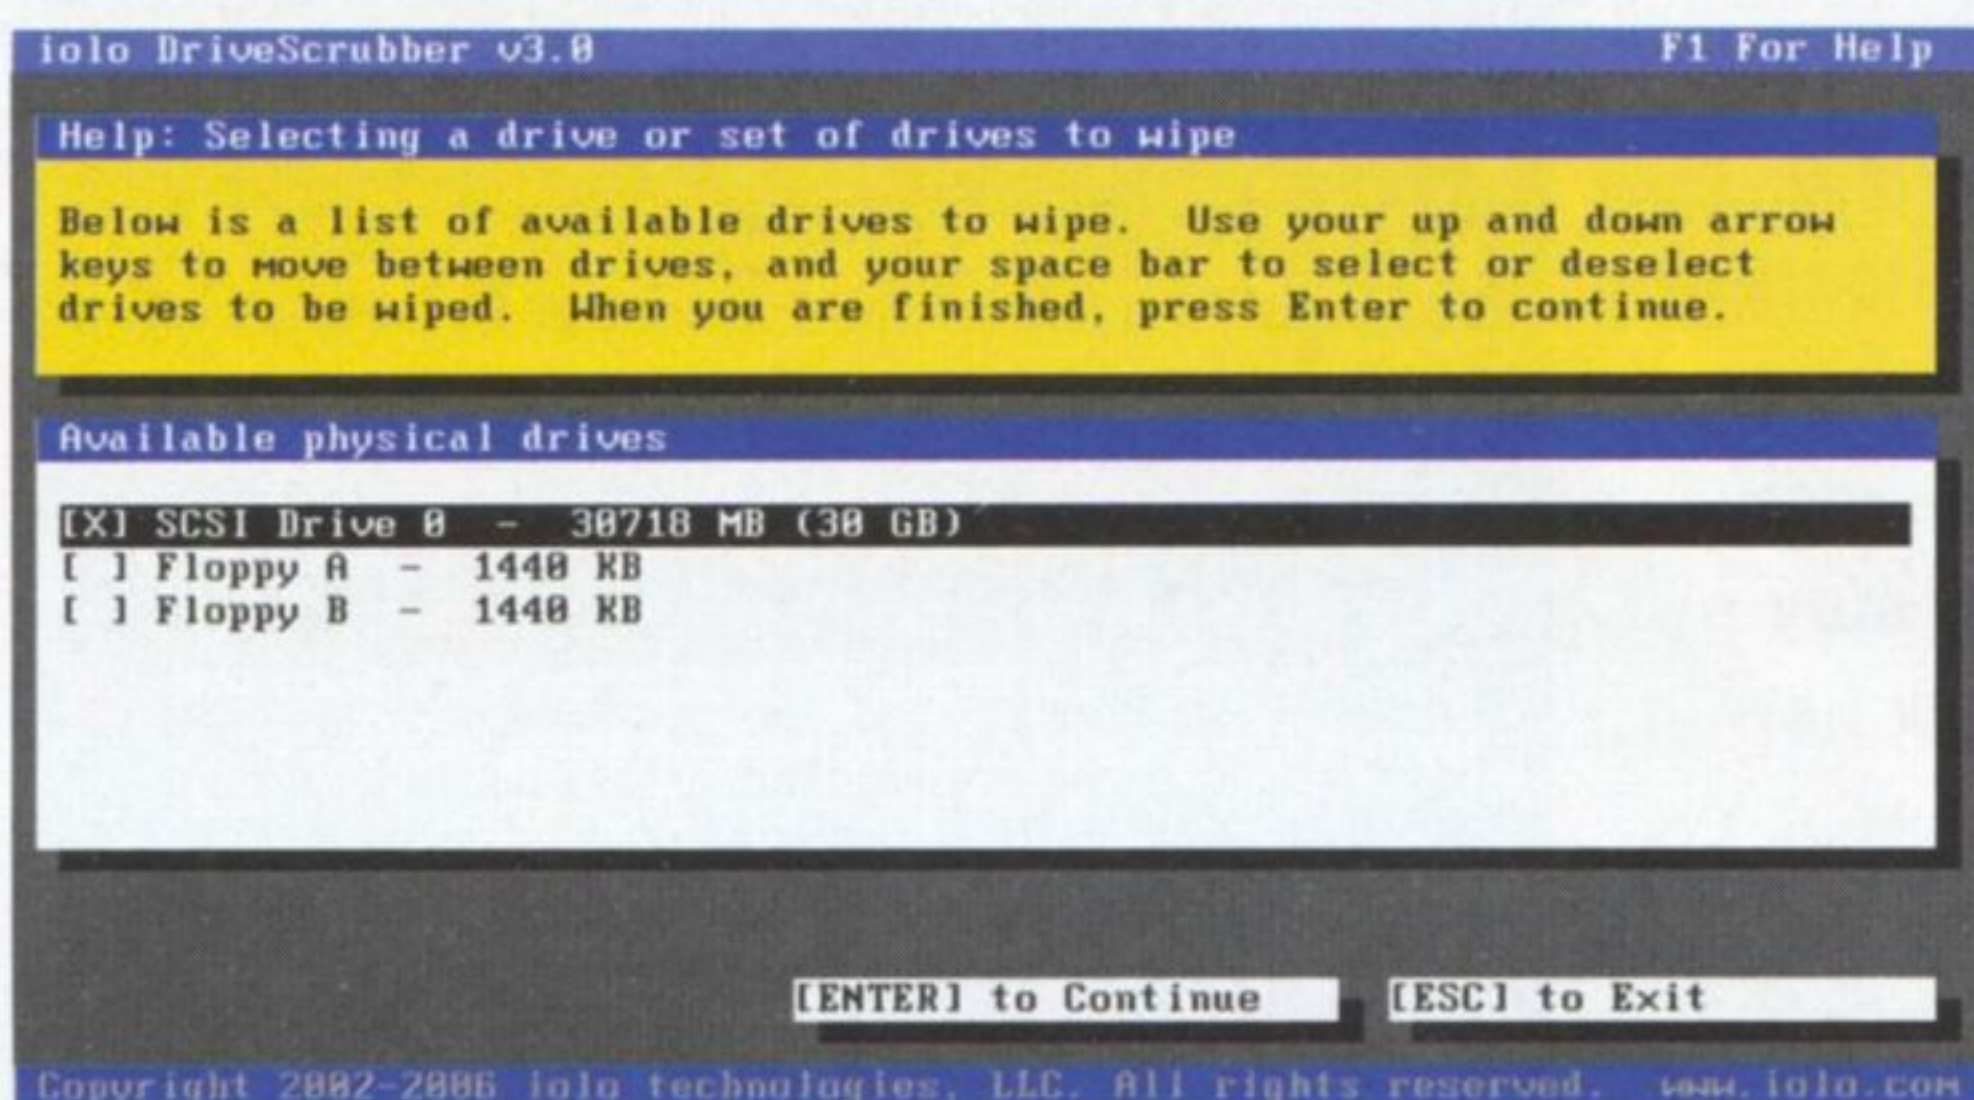 iolo DriveScrubber v3.0 F1 For Help
Help: Selecting a drive or set of drives to wipe
Below is a list of available drives to wipe. Use your up and down arrow
keys to move between drives, and your space bar to select or deselect
drives to be wiped. When you are finished, press Enter to continue.
Available physical drives
[X] SCSI Drive 0 - 30718 MB (30 GB)
[ ] Floppy A - 1440 KB
[ ] Floppy B - 1440 KB
[ENTER] to Continue [ESC] to Exit
Copyright 2002-2006 iolo technologies, LLC. All rights reserved. www.iolo.com